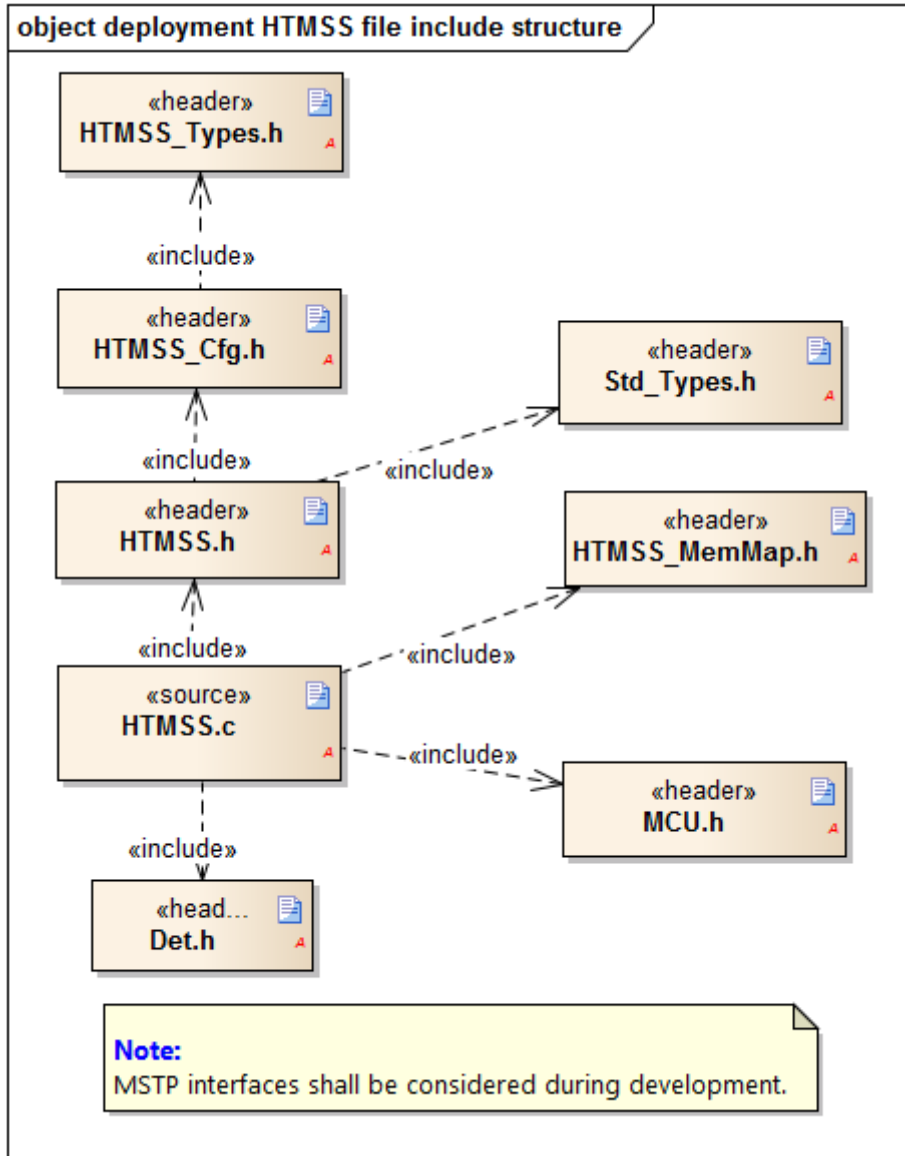 object deployment HTMSS file include structure
«header»
HTMSS_Types.h
A
«include»
«header»
HTMSS_Cfg.h
A
«header»
Std_Types.h
A
«include»
«include»
«header»
HTMSS.h
A
«header»
HTMSS_MemMap.h
A
«include»
«include»
«source»
HTMSS.c
A
«include»
«header»
MCU.h
A
«include»
«head...
Det.h
A
Note:
MSTP interfaces shall be considered during development.